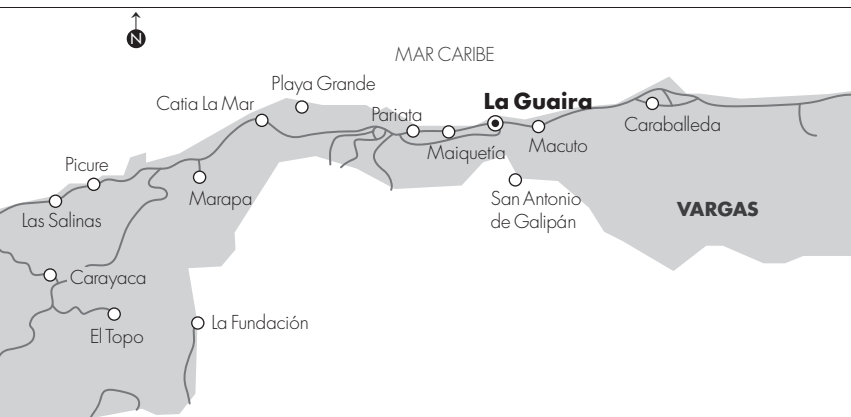 N
MAR CARIBE
Playa Grande
Catia La Mar
La Guaira
Pariata
Caraballeda
Maiquetía
Macuto
Picure
Marapa
San Antonio
de Galipán
VARGAS
Las Salinas
Carayaca
El Topo
La Fundación